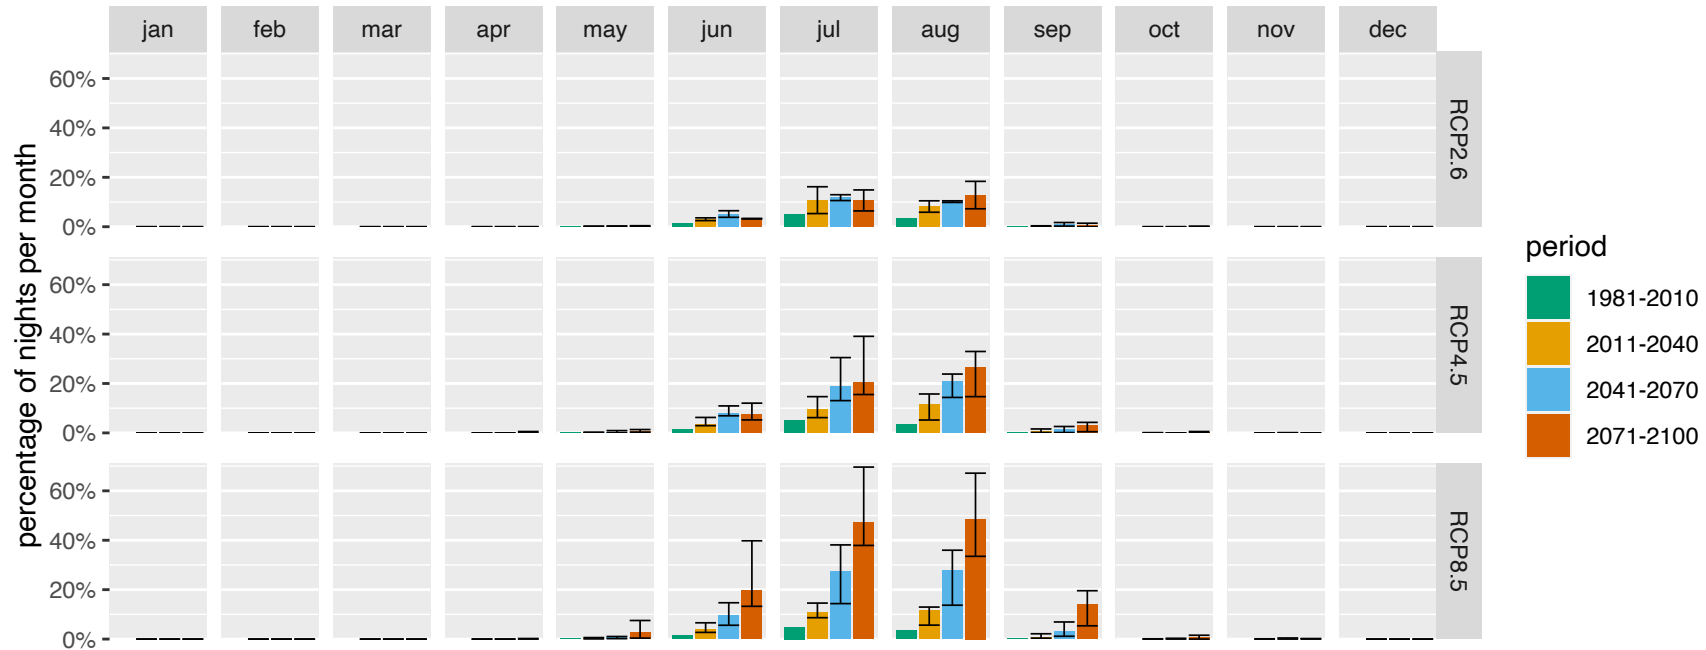 jan feb mar apr may jun jul aug sep oct nov dec
percentage of nights per month
60%
40%
20%
0%
RCP2.6
60%
40%
20%
0%
RCP4.5
60%
40%
20%
0%
RCP8.5
period
1981-2010
2011-2040
2041-2070
2071-2100